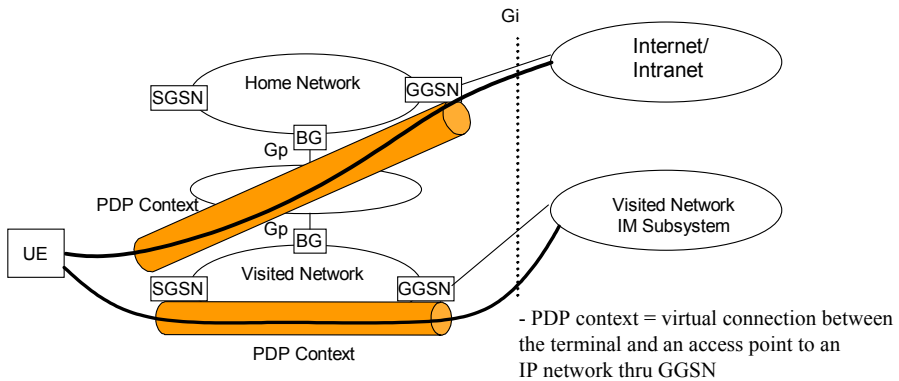 Gi
Internet/
Intranet
Home Network
SGSN
GGSN
BG
Gp
PDP Context
Gp
BG
Visited Network
IM Subsystem
UE
Visited Network
SGSN
GGSN
PDP Context
- PDP context = virtual connection between
the terminal and an access point to an
IP network thru GGSN